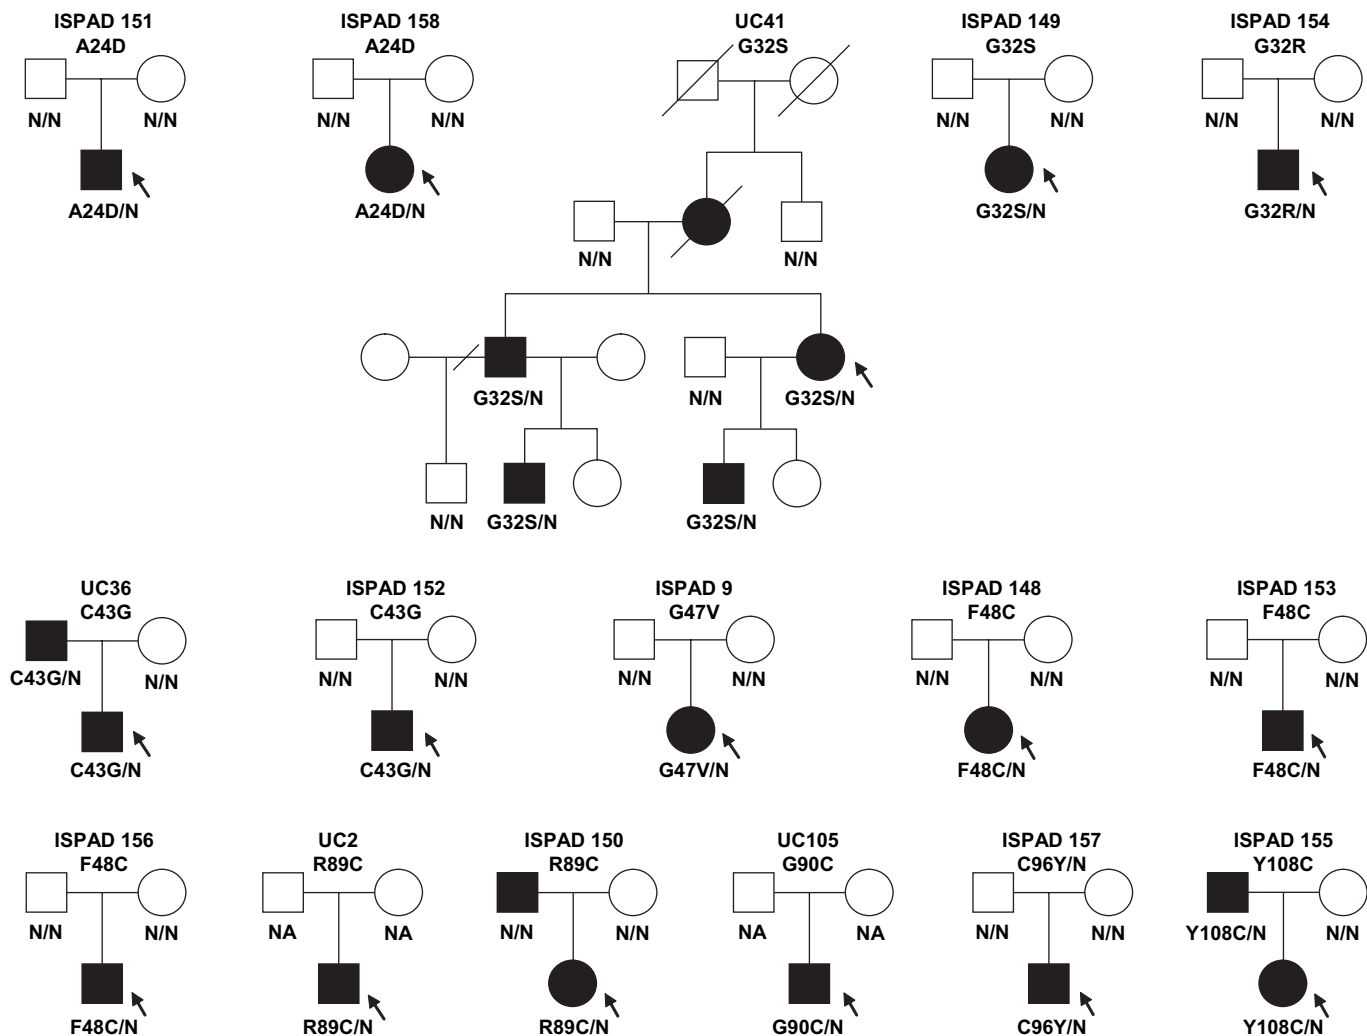 ISPAD 151
A24D
N/N
N/N
A24D/N
ISPAD 158
A24D
N/N
N/N
A24D/N
UC41
G32S
N/N
N/N
G32S/N
N/N
G32S/N
N/N
G32S/N
G32S/N
ISPAD 149
G32S
N/N
N/N
G32S/N
ISPAD 154
G32R
N/N
N/N
G32R/N
UC36
C43G
C43G/N
N/N
C43G/N
ISPAD 152
C43G
N/N
N/N
C43G/N
ISPAD 9
G47V
N/N
N/N
G47V/N
ISPAD 148
F48C
N/N
N/N
F48C/N
ISPAD 153
F48C
N/N
N/N
F48C/N
ISPAD 156
F48C
N/N
N/N
F48C/N
UC2
R89C
NA
NA
R89C/N
ISPAD 150
R89C
N/N
N/N
R89C/N
UC105
G90C
NA
NA
G90C/N
ISPAD 157
C96Y/N
N/N
N/N
C96Y/N
ISPAD 155
Y108C
Y108C/N
N/N
Y108C/N